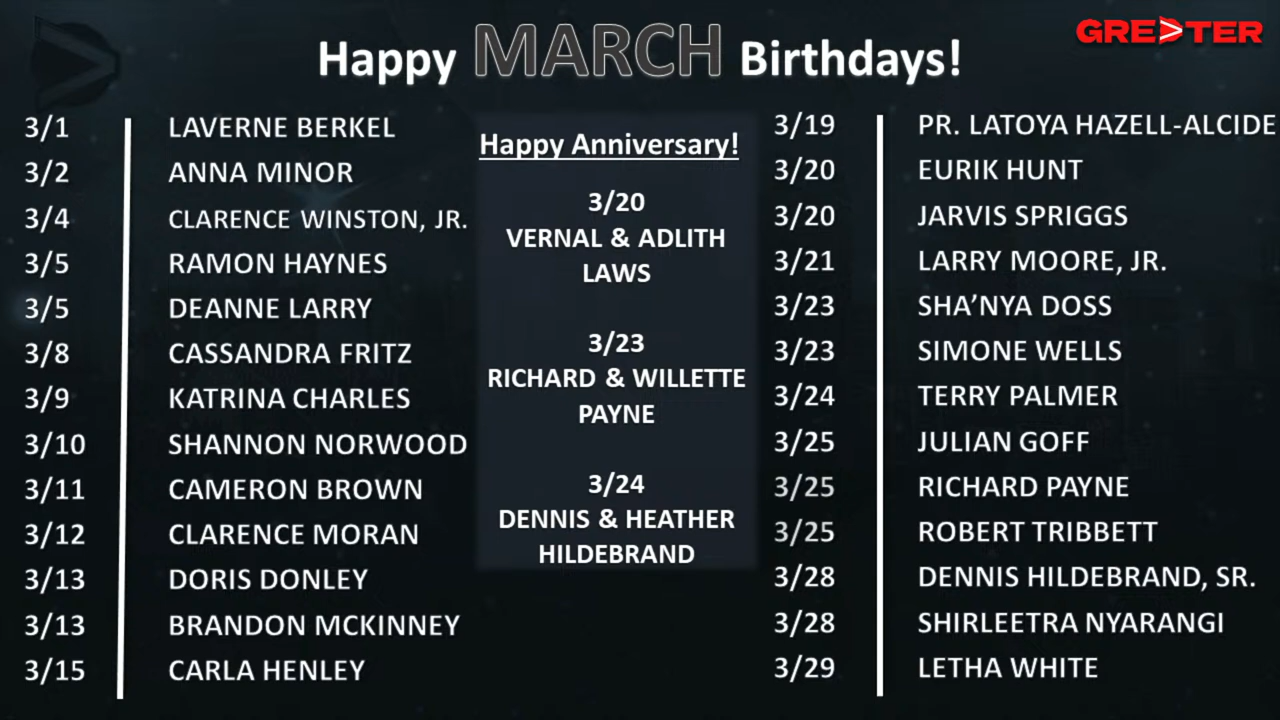 Happy MARCH Birthdays!
GRE>TER
3/1 LAVERNE BERKEL
3/2 ANNA MINOR
3/4 CLARENCE WINSTON, JR.
3/5 RAMON HAYNES
3/5 DEANNE LARRY
3/8 CASSANDRA FRITZ
3/9 KATRINA CHARLES
3/10 SHANNON NORWOOD
3/11 CAMERON BROWN
3/12 CLARENCE MORAN
3/13 DORIS DONLEY
3/13 BRANDON MCKINNEY
3/15 CARLA HENLEY
Happy Anniversary!
3/20
VERNAL & ADLITH
LAWS
3/23
RICHARD & WILLETTE
PAYNE
3/24
DENNIS & HEATHER
HILDEBRAND
3/19 PR. LATOYA HAZELL-ALCIDE
3/20 EURIK HUNT
3/20 JARVIS SPRIGGS
3/21 LARRY MOORE, JR.
3/23 SHA’NYA DOSS
3/23 SIMONE WELLS
3/24 TERRY PALMER
3/25 JULIAN GOFF
3/25 RICHARD PAYNE
3/25 ROBERT TRIBBETT
3/28 DENNIS HILDEBRAND, SR.
3/28 SHIRLEETRA NYARANGI
3/29 LETHA WHITE